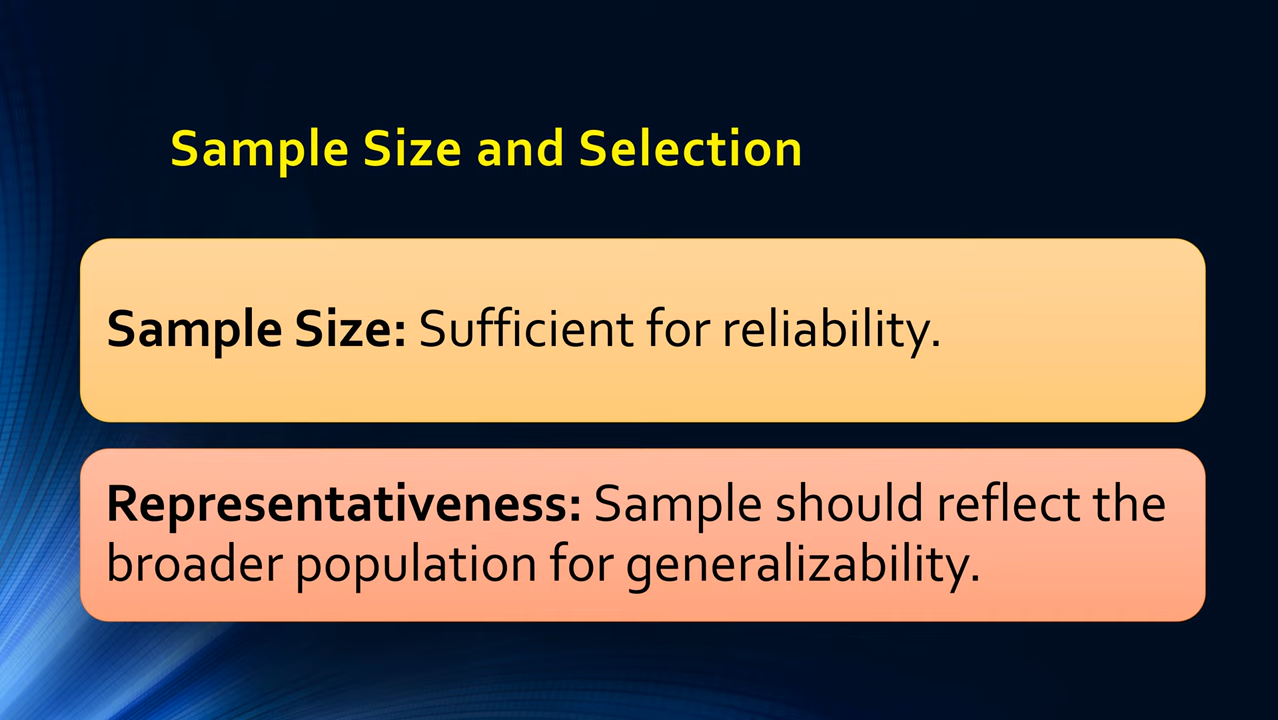 Sample Size and Selection
Sample Size: Sufficient for reliability.
Representativeness: Sample should reflect the
broader population for generalizability.